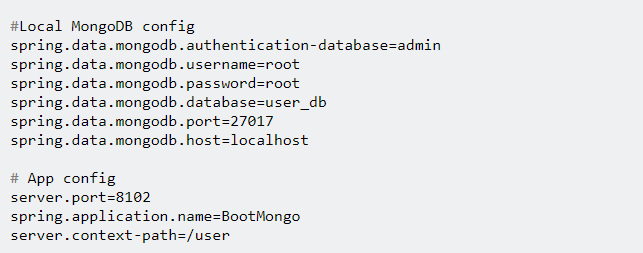 #Local MongoDB config
spring.data.mongodb.authentication-database=admin
spring.data.mongodb.username=root
spring.data.mongodb.password=root
spring.data.mongodb.database=user_db
spring.data.mongodb.port=27017
spring.data.mongodb.host=localhost

# App config
server.port=8102
spring.application.name=BootMongo
server.context-path=/user